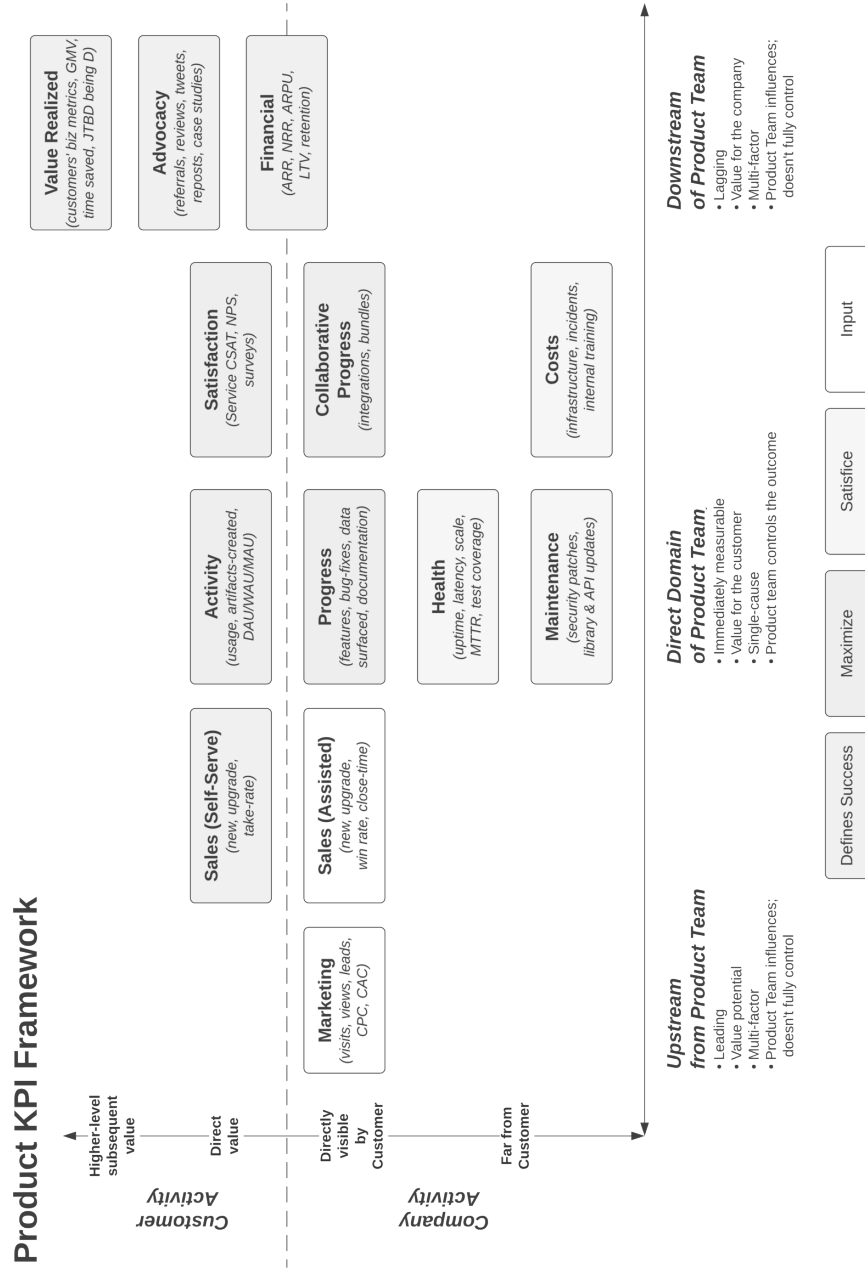 Product KPI Framework
Customer
Activity
Company
Activity
Higher-level
subsequent
value
Direct
value
Directly
visible
by
Customer
Far from
Customer
Value Realized
(customers' biz metrics, GMV,
time saved, JTBD being D)
Advocacy
(referrals, reviews, tweets,
reposts, case studies)
Financial
(ARR, NRR, ARPU,
LTV, retention)
Sales (Self-Serve)
(new, upgrade,
take-rate)
Activity
(usage, artifacts-created,
DAU/WAU/MAU)
Satisfaction
(Service CSAT, NPS,
surveys)
Marketing
(visits, views, leads,
CPC, CAC)
Sales (Assisted)
(new, upgrade,
win rate, close-time)
Progress
(features, bug-fixes, data
surfaced, documentation)
Collaborative
Progress
(integrations, bundles)
Health
(uptime, latency, scale,
MTTR, test coverage)
Maintenance
(security patches,
library & API updates)
Costs
(infrastructure, incidents,
internal training)
Upstream
from Product Team
• Leading
• Value potential
• Multi-factor
• Product Team influences;
doesn't fully control
Direct Domain
of Product Team
• Immediately measurable
• Value for the customer
• Single-cause
• Product team controls the outcome
Downstream
of Product Team
• Lagging
• Value for the company
• Multi-factor
• Product Team influences;
doesn't fully control
Defines Success
Maximize
Satisfice
Input